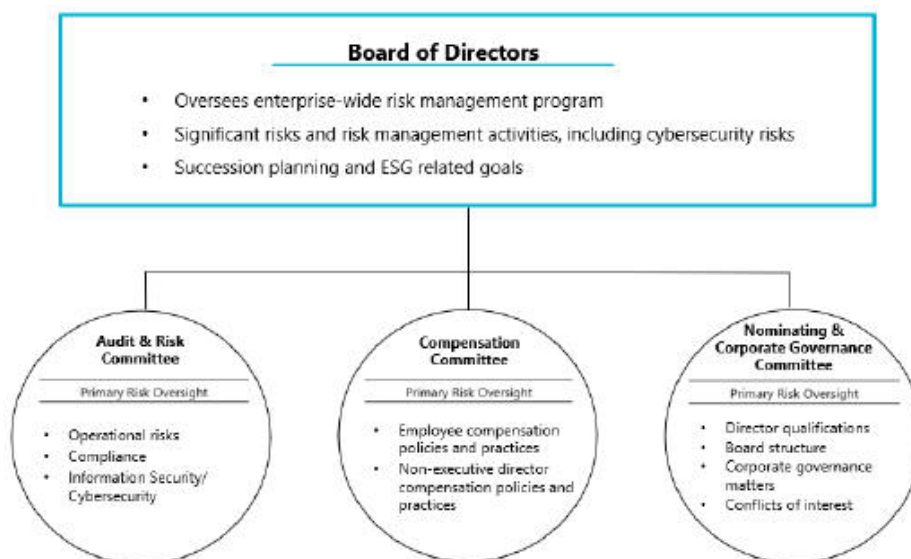 Board of Directors
• Oversees enterprise-wide risk management program
• Significant risks and risk management activities, including cybersecurity risks
• Succession planning and ESG related goals
Audit & Risk
Committee
Primary Risk Oversight
• Operational risks
• Compliance
• Information Security/
Cybersecurity
Compensation
Committee
Primary Risk Oversight
• Employee compensation
policies and practices
• Non-executive director
compensation policies and
practices
Nominating &
Corporate Governance
Committee
Primary Risk Oversight
• Director qualifications
• Board structure
• Corporate governance
matters
• Conflicts of interest